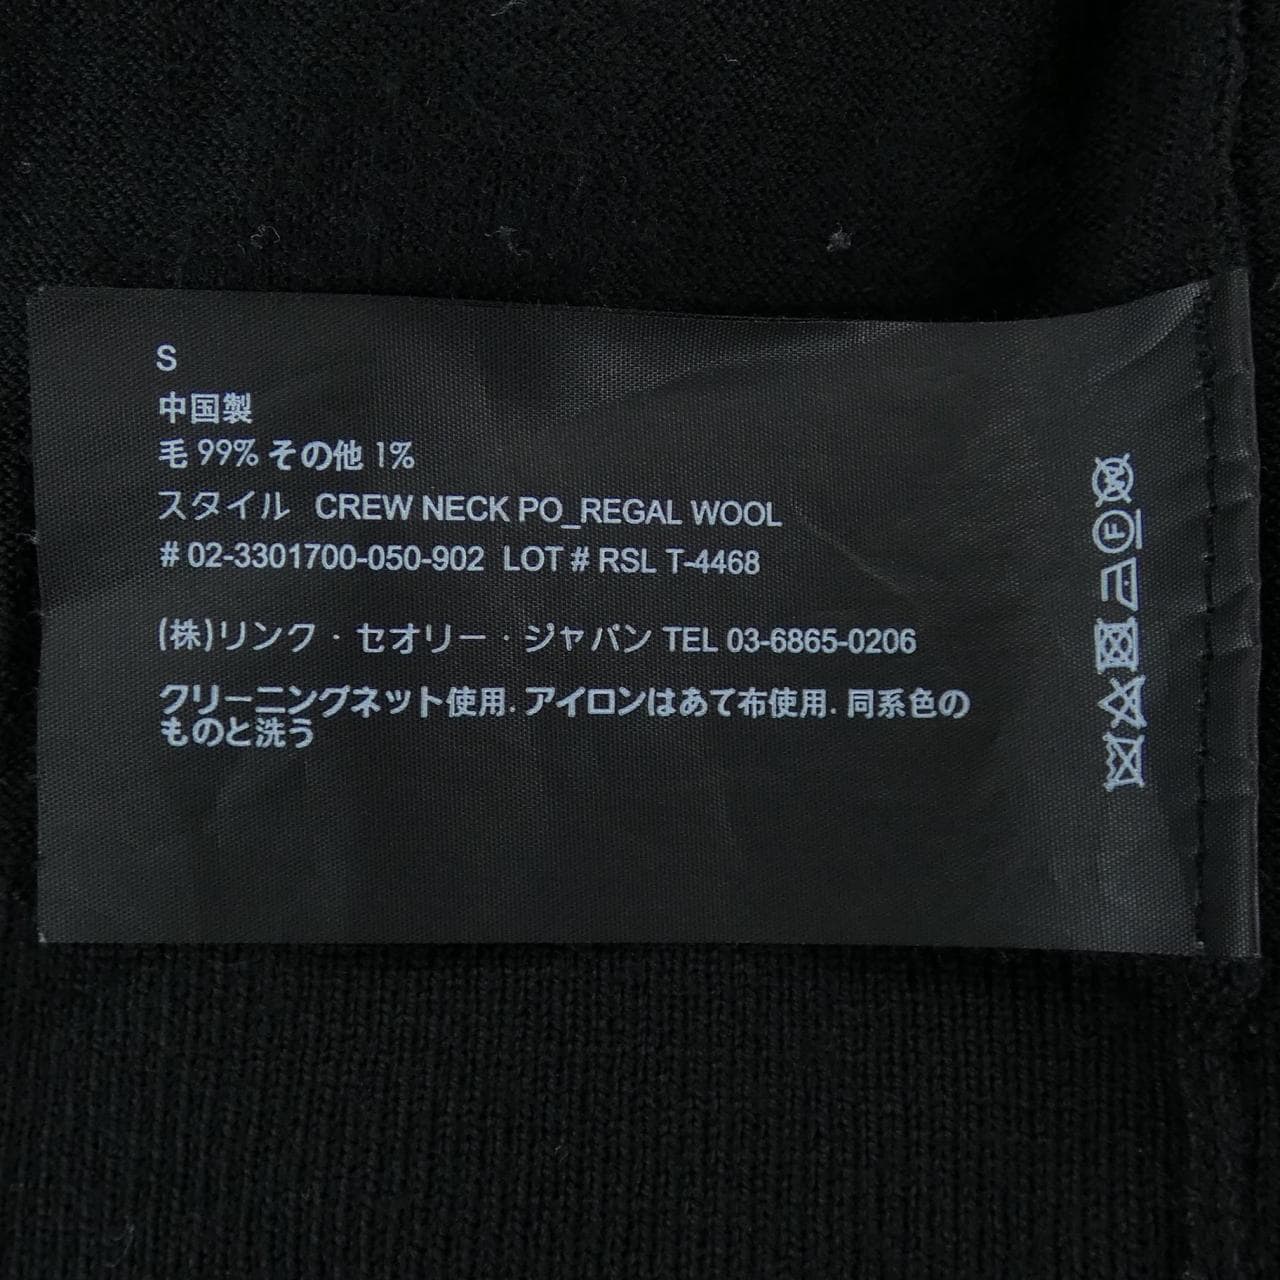 S
中国製
毛 99% その他 1%
スタイル CREW NECK PO_REGAL WOOL
# 02-3301700-050-902 LOT # RSL T-4468
(株)リンク・セオリー・ジャパン TEL 03-6865-0206
クリーニングネット使用. アイロンはあて布使用. 同系色の
ものと洗う
W
F